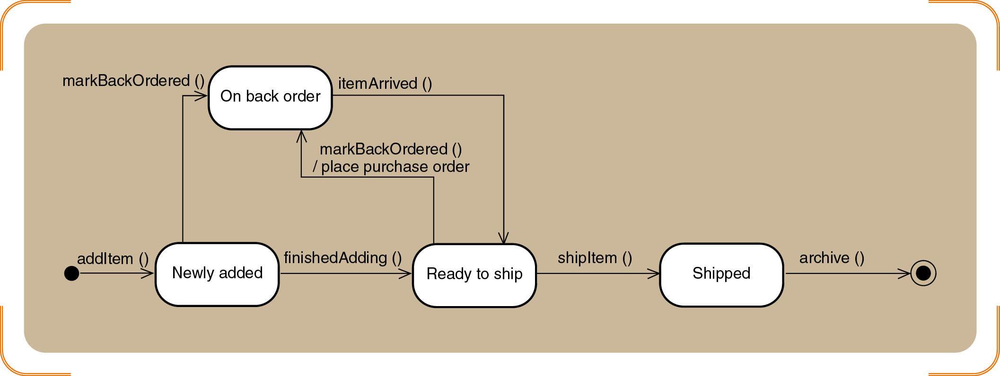 markBackOrdered ()
On back order
itemArrived ()
markBackOrdered ()
/ place purchase order
addItem ()
Newly added
finishedAdding ()
Ready to ship
shipItem ()
Shipped
archive ()